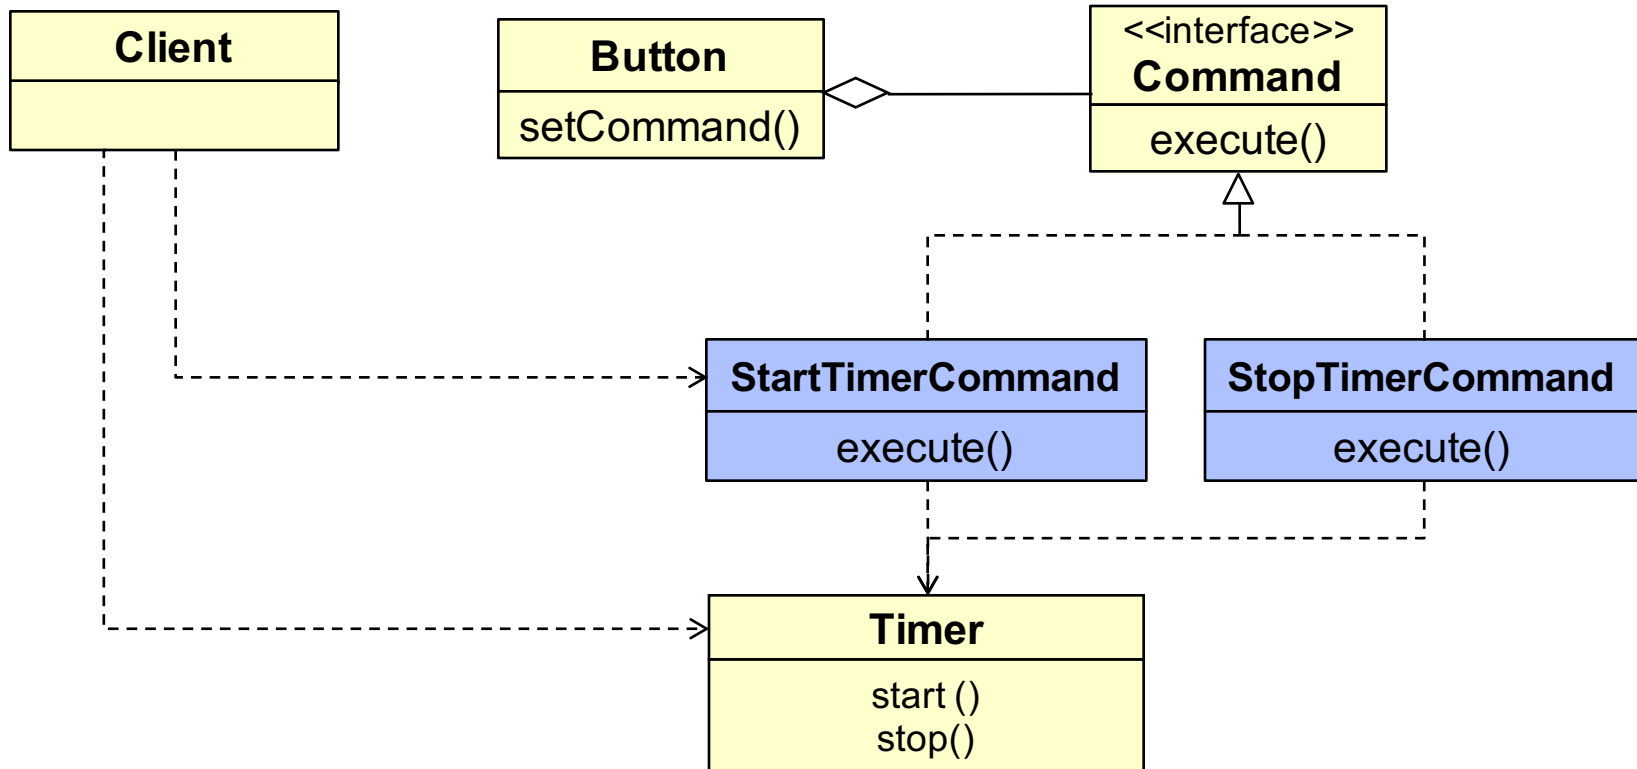 Client
Button
setCommand()
<<interface>>
Command
execute()
StartTimerCommand
execute()
StopTimerCommand
execute()
Timer
start ()
stop()